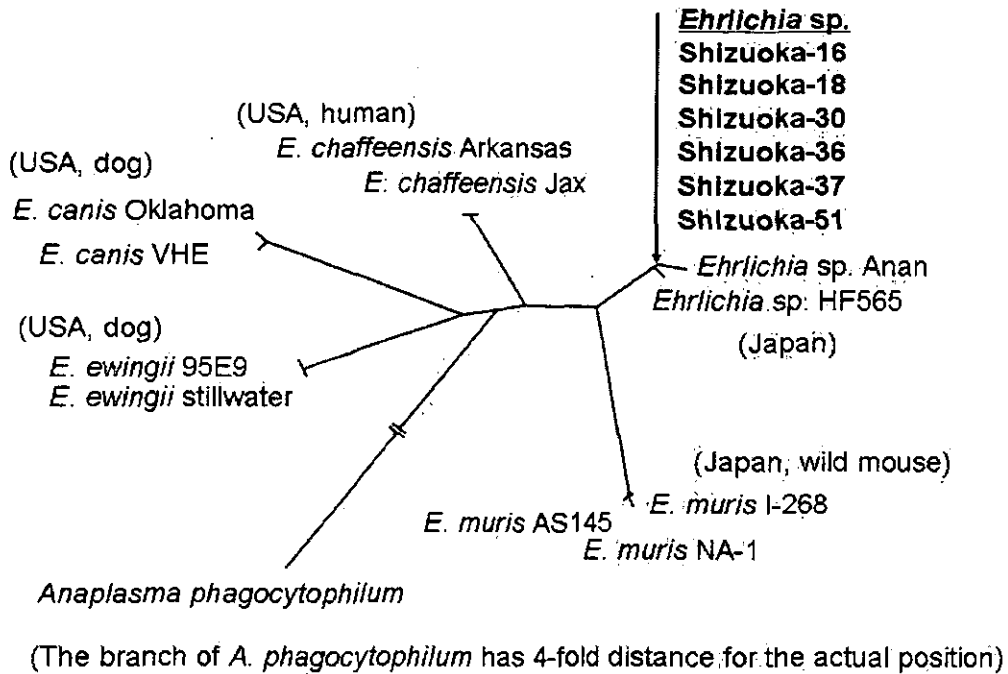 Ehrlichia sp.
Shizuoka-16
Shizuoka-18
Shizuoka-30
Shizuoka-36
Shizuoka-37
Shizuoka-51
(USA, human)
E. chaffeensis Arkansas
E. chaffeensis Jax
(USA, dog)
E. canis Oklahoma
E. canis VHE
Ehrlichia sp. Anan
Ehrlichia sp. HF565
(Japan)
(USA, dog)
E. ewingii 95E9
E. ewingii stillwater
(Japan, wild mouse)
E. muris I-268
E. muris AS145
E. muris NA-1
Anaplasma phagocytophilum
(The branch of A. phagocytophilum has 4-fold distance for the actual position)